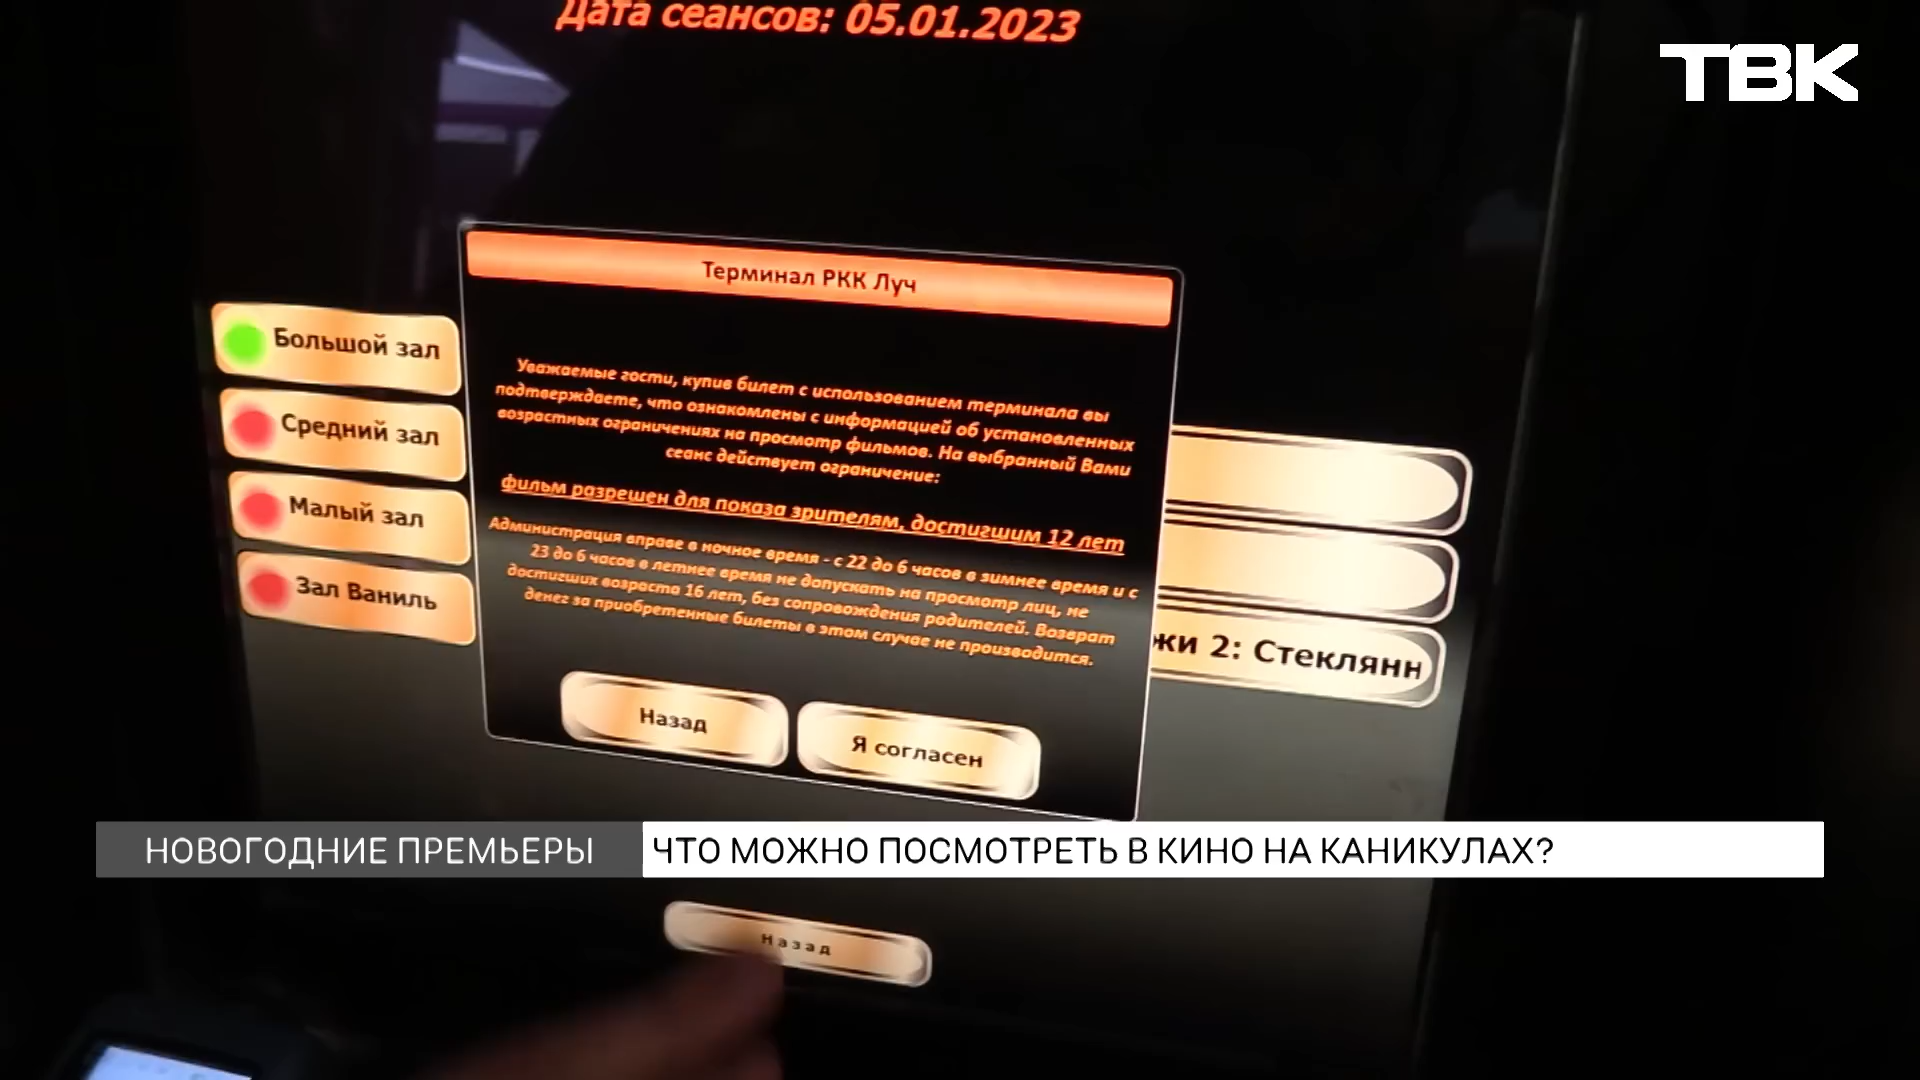 Дата сеансов: 05.01.2023
ТВК
Терминал РКК Луч
Большой зал
Средний зал
Малый зал
Зал Ваниль
Уважаемые гости, купив билет с использованием терминала вы
подтверждаете, что ознакомлены с информацией об установленных
возрастных ограничениях на просмотр фильмов. На выбранный Вами
сеанс действует ограничение:
фильм разрешен для показа зрителям, достигшим 12 лет
Администрация вправе в ночное время - с 22 до 6 часов в зимнее время и с
23 до 6 часов в летнее время не допускать на просмотр лиц, не
достигших возраста 16 лет, без сопровождения родителей. Возврат
денег за приобретенные билеты в этом случае не производится.
жи 2: Стеклянн
Назад
Я согласен
НОВОГОДНИЕ ПРЕМЬЕРЫ
ЧТО МОЖНО ПОСМОТРЕТЬ В КИНО НА КАНИКУЛАХ?
Назад